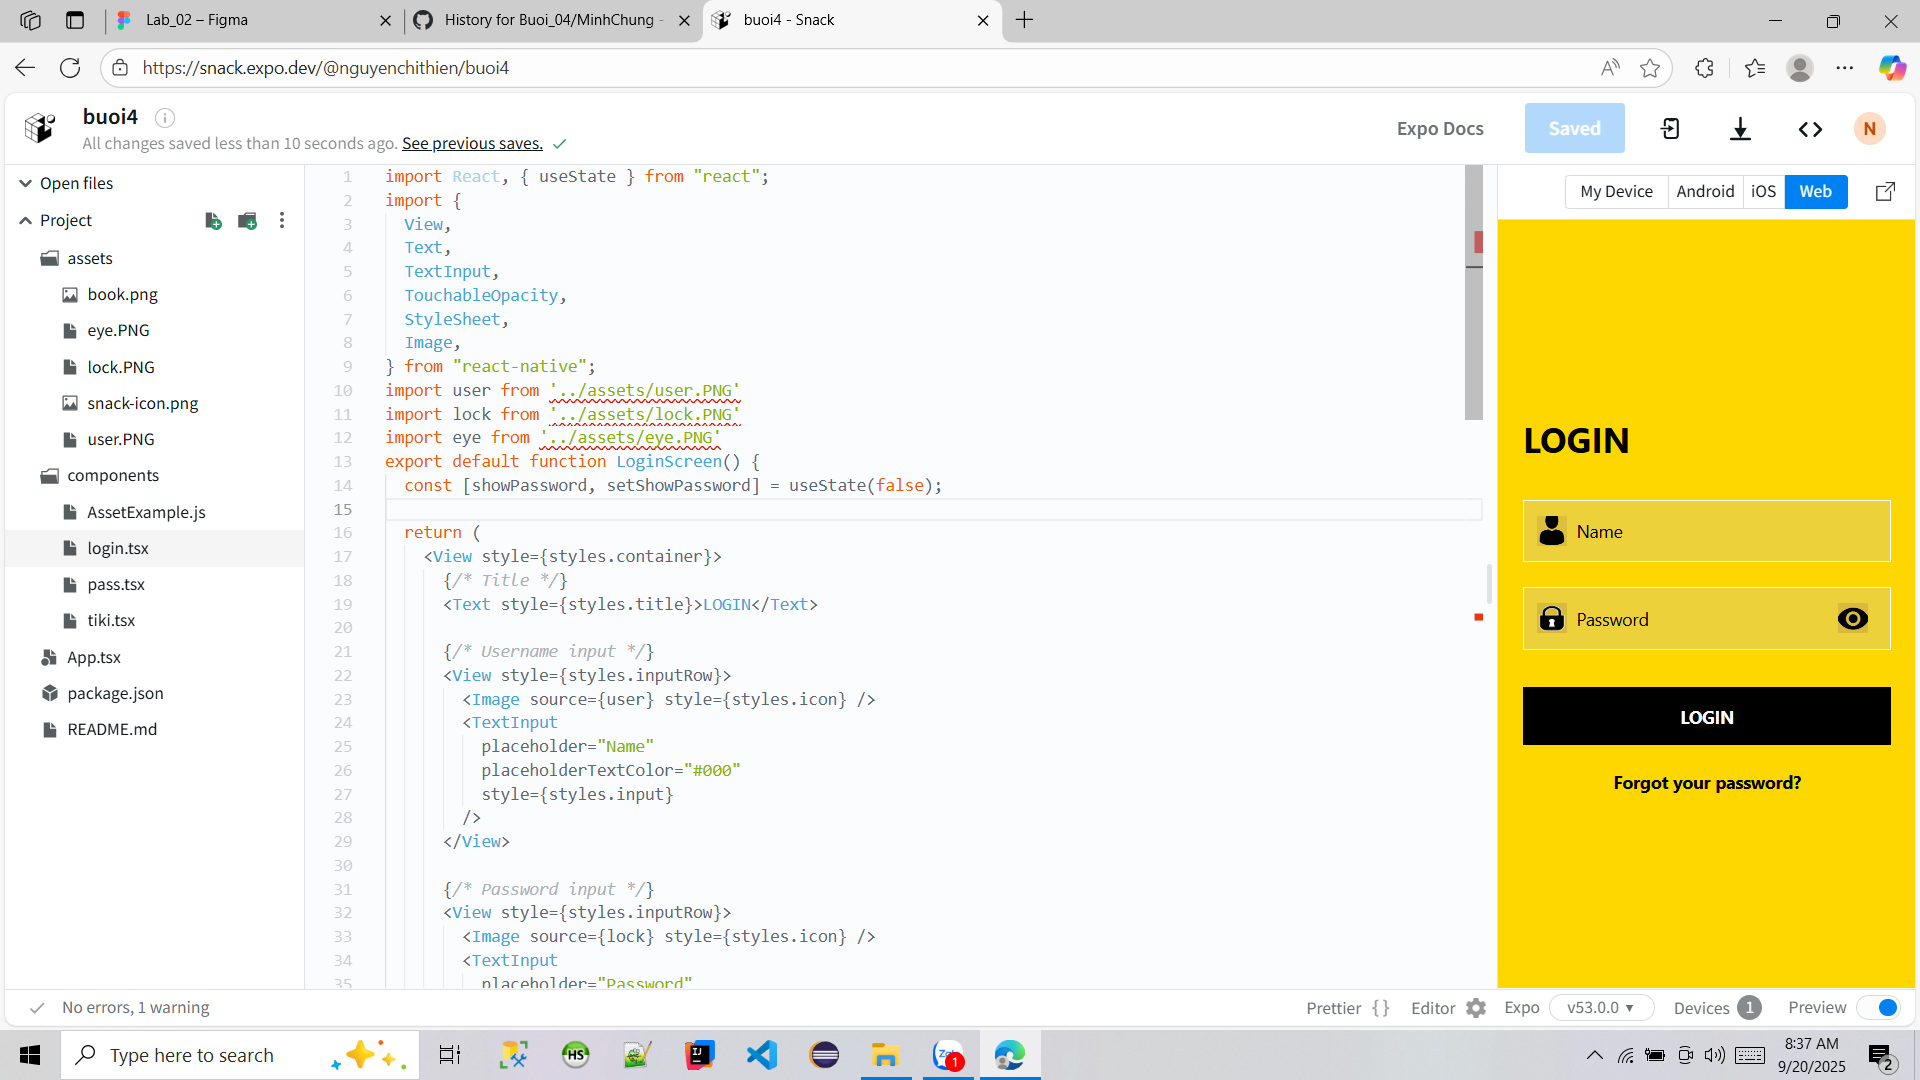 Lab_02 – Figma
History for Buoi_04/MinhChung -
buoi4 - Snack
https://snack.expo.dev/@nguyenchithien/buoi4
buoi4
All changes saved less than 10 seconds ago. See previous saves.
Expo Docs
Saved
N
Open files
Project
assets
book.png
eye.PNG
lock.PNG
snack-icon.png
user.PNG
components
AssetExample.js
login.tsx
pass.tsx
tiki.tsx
App.tsx
package.json
README.md
1 import React, { useState } from "react";
2 import {
3 View,
4 Text,
5 TextInput,
6 TouchableOpacity,
7 StyleSheet,
8 Image,
9 } from "react-native";
10 import user from '../assets/user.PNG'
11 import lock from '../assets/lock.PNG'
12 import eye from '../assets/eye.PNG'
13 export default function LoginScreen() {
14 const [showPassword, setShowPassword] = useState(false);
15
16 return (
17 <View style={styles.container}>
18 {/* Title */}
19 <Text style={styles.title}>LOGIN</Text>
20
21 {/* Username input */}
22 <View style={styles.inputRow}>
23 <Image source={user} style={styles.icon} />
24 <TextInput
25 placeholder="Name"
26 placeholderTextColor="#000"
27 style={styles.input}
28 />
29 </View>
30
31 {/* Password input */}
32 <View style={styles.inputRow}>
33 <Image source={lock} style={styles.icon} />
34 <TextInput
35 placeholder="Password"
My Device
Android
iOS
Web
LOGIN
Name
Password
LOGIN
Forgot your password?
No errors, 1 warning
Prettier { }
Editor
Expo
v53.0.0
Devices 1
Preview
Type here to search
HS
1
8:37 AM
9/20/2025
2